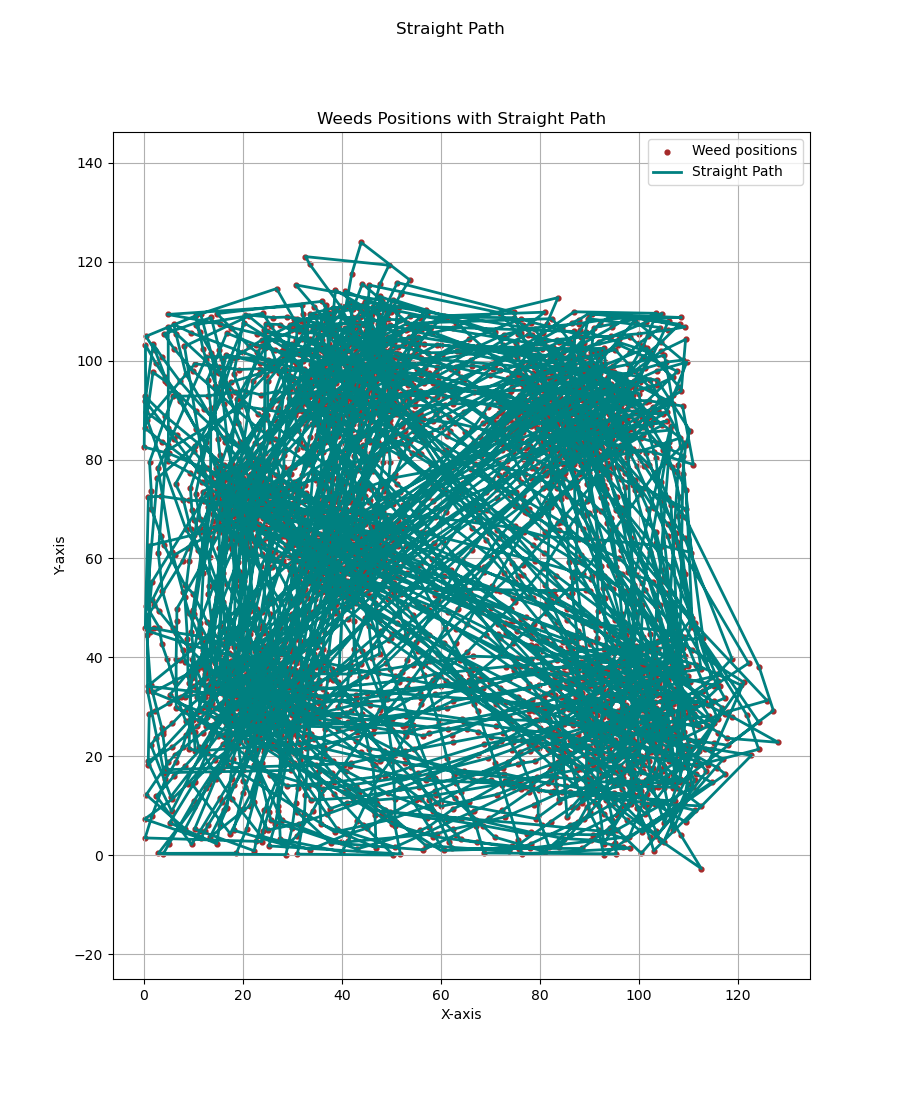 Straight Path
Weeds Positions with Straight Path
Weed positions
Straight Path
140
120
100
80
60
40
20
0
−20
Y-axis
0 20 40 60 80 100 120
X-axis